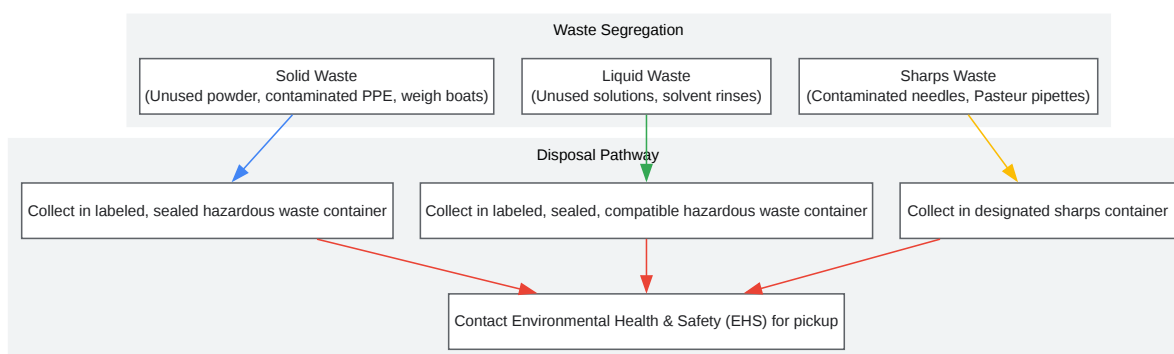 Waste Segregation
Solid Waste
(Unused powder, contaminated PPE, weigh boats)
Liquid Waste
(Unused solutions, solvent rinses)
Sharps Waste
(Contaminated needles, Pasteur pipettes)
Disposal Pathway
Collect in labeled, sealed hazardous waste container
Collect in labeled, sealed, compatible hazardous waste container
Collect in designated sharps container
Contact Environmental Health & Safety (EHS) for pickup